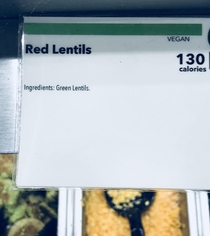 VEGAN
Red Lentils
130
calories
Ingredients: Green Lentils.